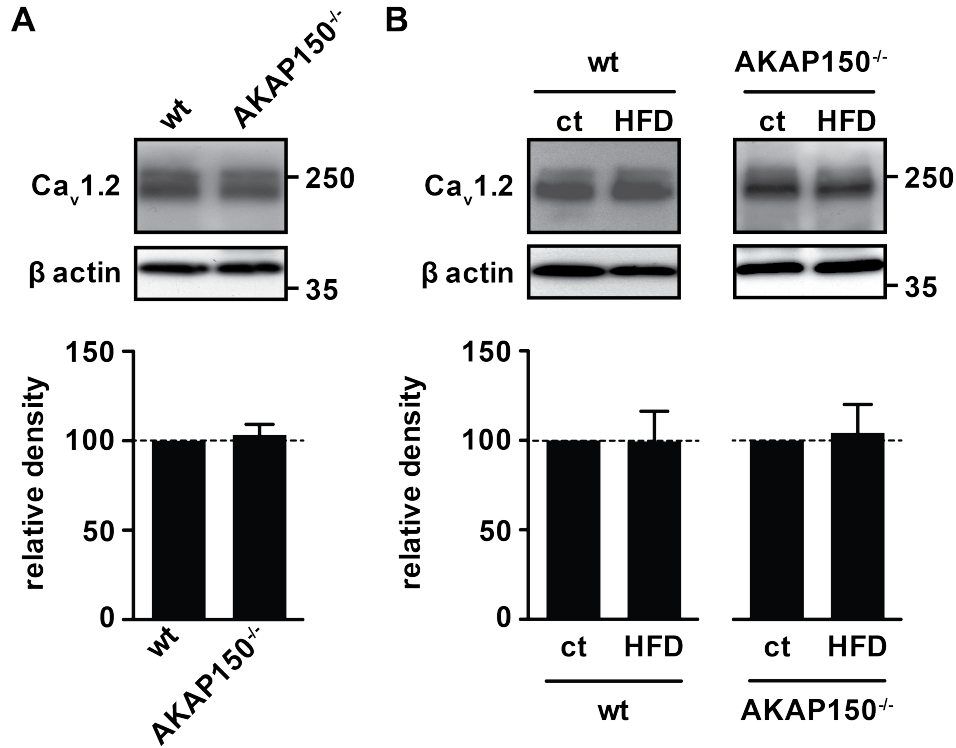 A
wt
AKAP150-/-
Cav1.2
250
β actin
35
150
100
50
0
relative density
wt
AKAP150-/-
B
wt
AKAP150-/-
ct
HFD
ct
HFD
Cav1.2
250
β actin
35
150
100
50
0
relative density
ct
HFD
ct
HFD
wt
AKAP150-/-